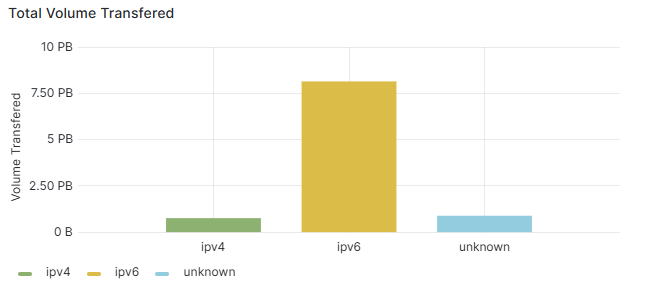 Total Volume Transfered
Volume Transfered
10 PB
7.50 PB
5 PB
2.50 PB
0 B
ipv4 ipv6 unknown
ipv4 ipv6 unknown